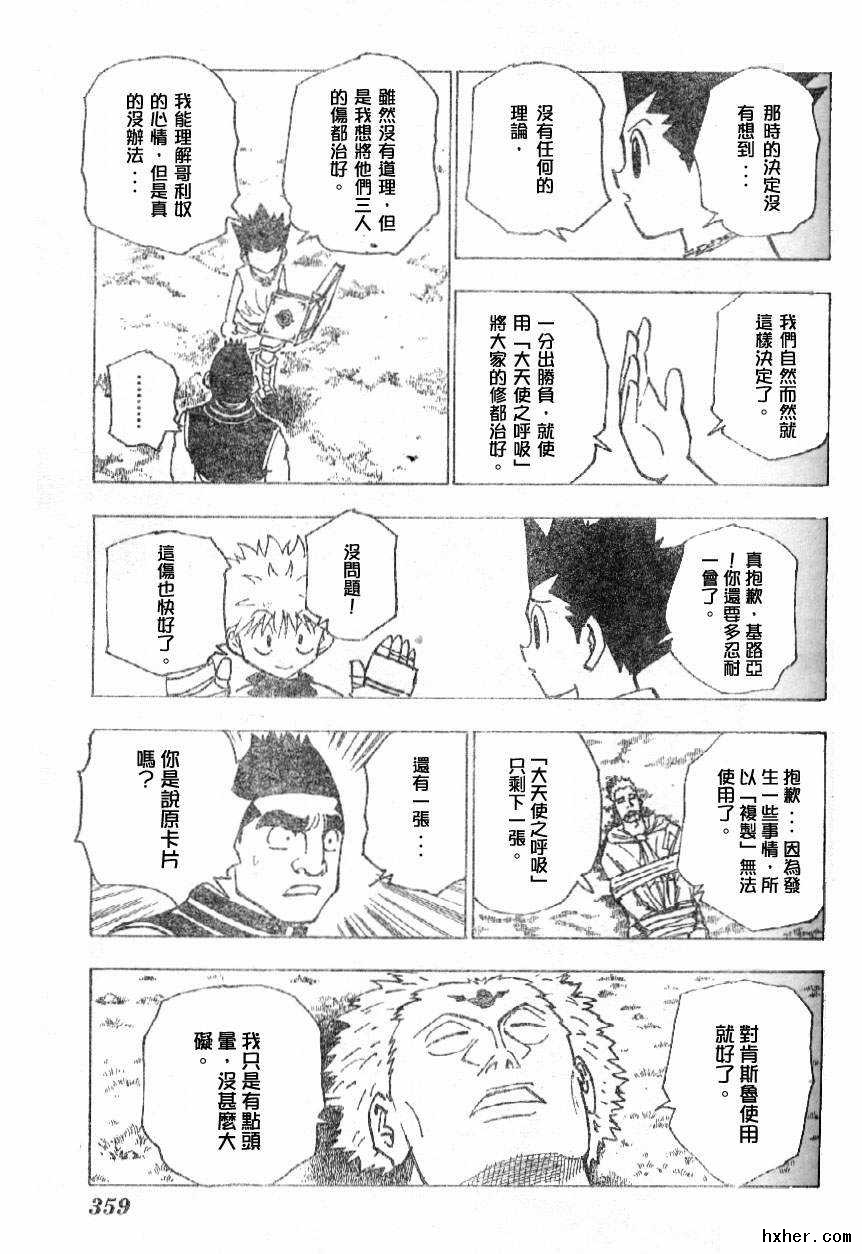 那時的決定沒
有想到...
沒有任何的
理論．
我們自然而然就
這樣決定了。
一分出勝負，就使
用「大天使之呼吸」
將大家的修都治好。
雖然沒有道理，但
是我想將他們三人
的傷都治好。
我能理解哥利奴
的心情，但是真
的沒辦法...
………
真抱歉．基路亞
！你還要多忍耐
一會了。
沒問題！
這傷也快好了。
抱歉...因為發
生一些事情，所
以「複製」無法
使用了。
「大天使之呼吸」
只剩下一張。
還有一張...
你是說原卡片
嗎？
對肯斯魯使用
就好了。
我只是有點頭
暈，沒甚麼大
礙。
359
hxher.com